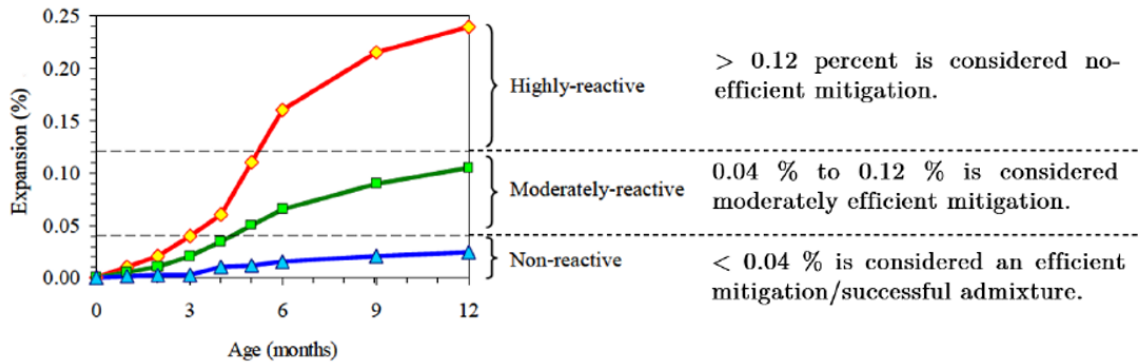 0.25
0.20
0.15
0.10
0.05
0.00
Expansion (%)
0 3 6 9 12
Age (months)
Highly-reactive
Moderately-reactive
Non-reactive
> 0.12 percent is considered no-
efficient mitigation.
0.04 % to 0.12 % is considered
moderately efficient mitigation.
< 0.04 % is considered an efficient
mitigation/successful admixture.